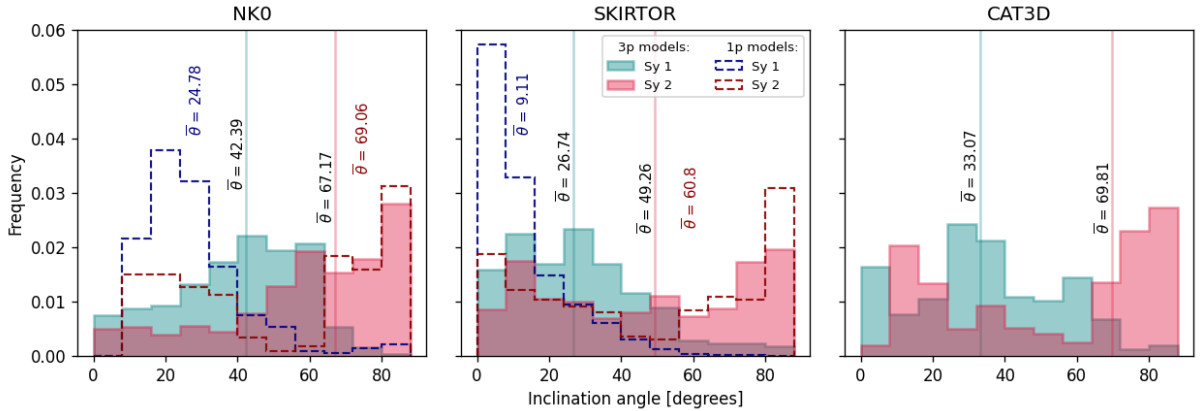 NK0
SKIRTOR
CAT3D
Frequency
0.06
0.05
0.04
0.03
0.02
0.01
0.00
θ̅ = 24.78
θ̅ = 42.39
θ̅ = 67.17
θ̅ = 69.06
0 20 40 60 80
3p models: 1p models:
Sy 1 Sy 1
Sy 2 Sy 2
θ̅ = 9.11
θ̅ = 26.74
θ̅ = 49.26
θ̅ = 60.8
0 20 40 60 80
θ̅ = 33.07
θ̅ = 69.81
0 20 40 60 80
Inclination angle [degrees]